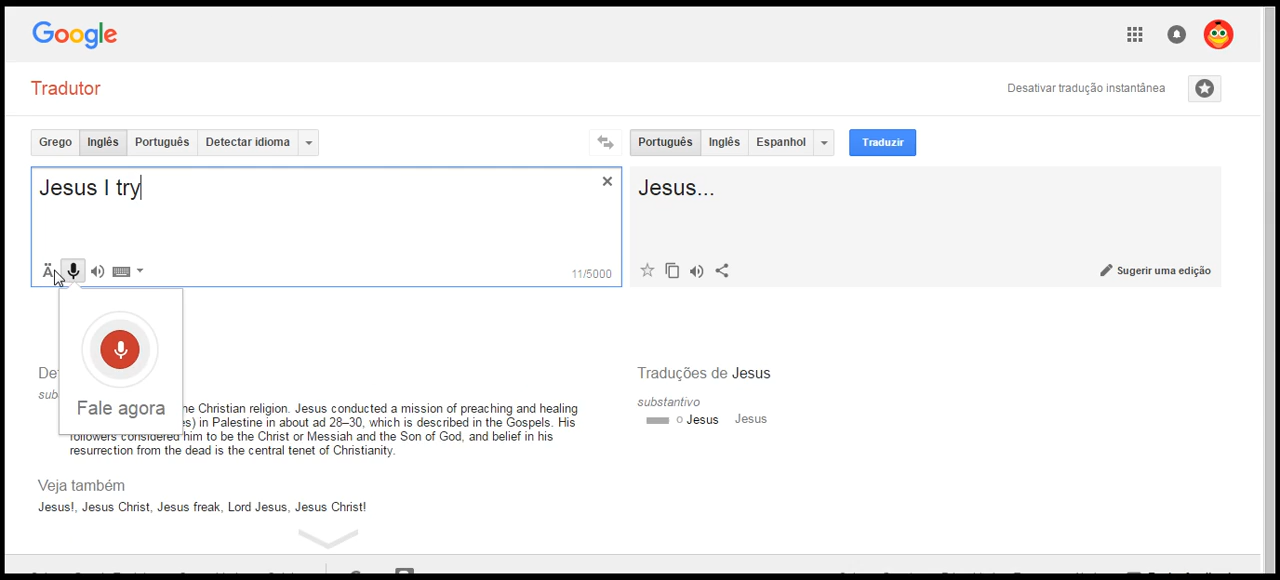 Google
Tradutor
Desativar tradução instantânea
Grego Inglês Português Detectar idioma
Português Inglês Espanhol Traduzir
Jesus I try
Jesus...
11/5000
Sugerir uma edição
Fale agora
he Christian religion. Jesus conducted a mission of preaching and healing
in Palestine in about ad 28–30, which is described in the Gospels. His
followers considered him to be the Christ or Messiah and the Son of God, and belief in his
resurrection from the dead is the central tenet of Christianity.
Veja também
Jesus!, Jesus Christ, Jesus freak, Lord Jesus, Jesus Christ!
Traduções de Jesus
substantivo
o Jesus Jesus